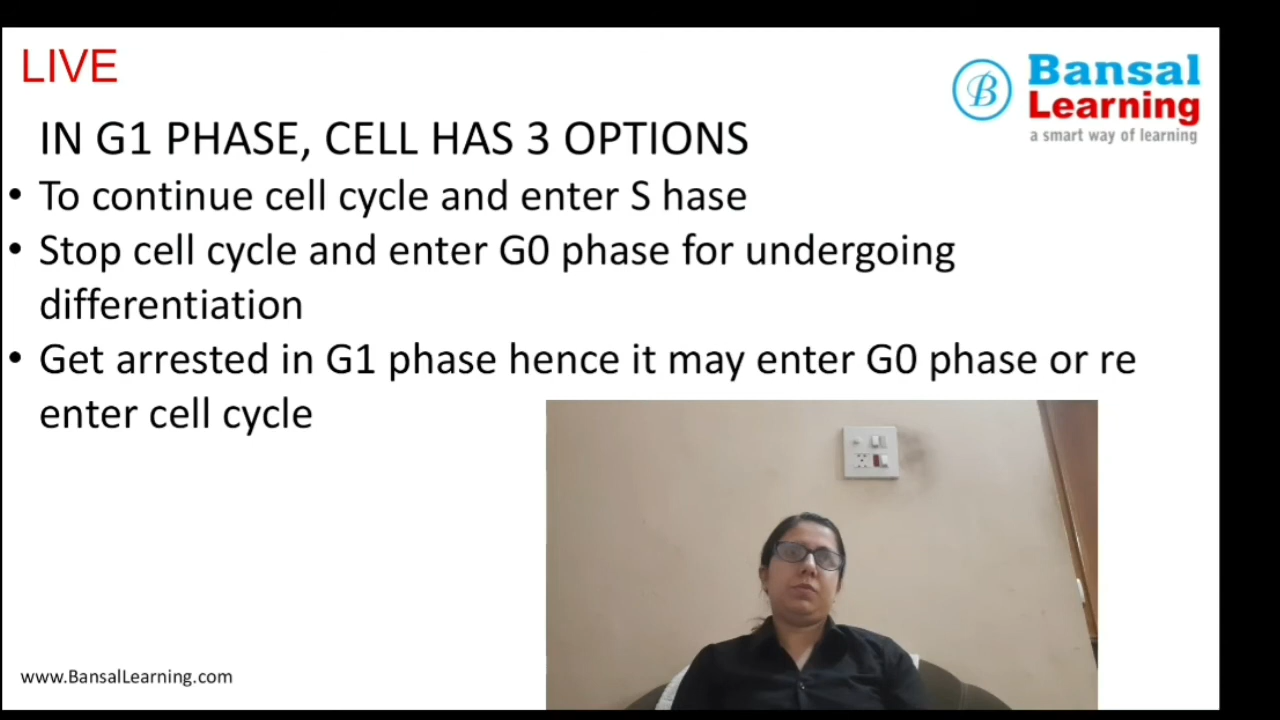 LIVE
Bansal
Learning
a smart way of learning
IN G1 PHASE, CELL HAS 3 OPTIONS
• To continue cell cycle and enter S hase
• Stop cell cycle and enter G0 phase for undergoing
differentiation
• Get arrested in G1 phase hence it may enter G0 phase or re
enter cell cycle
www.BansalLearning.com